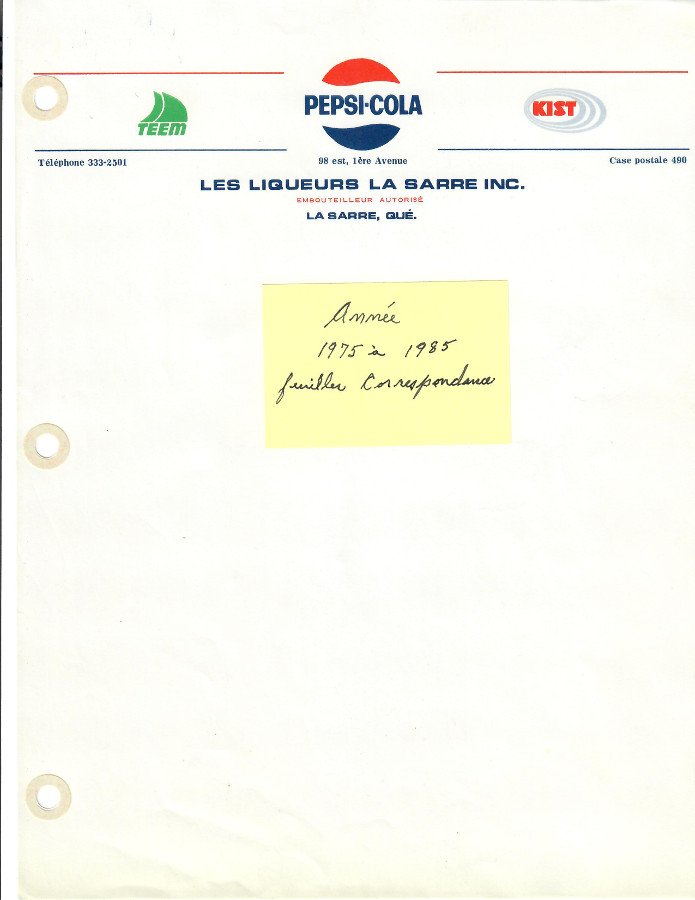 TEEM
PEPSI-COLA
KIST
Téléphone 333-2501
98 est, 1ère Avenue
Case postale 490
LES LIQUEURS LA SARRE INC.
EMBOUTEILLEUR AUTORISÉ
LA SARRE, QUÉ.
Année
1975 à 1985
feuilles Correspondance